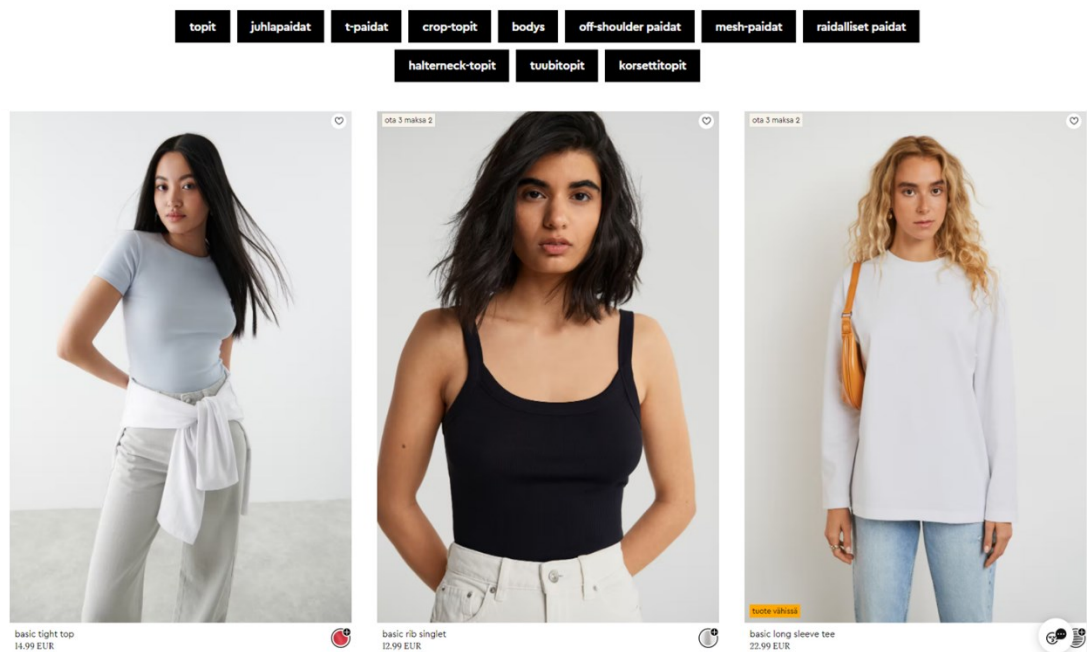 topit juhlapaidat t-paidat crop-topit bodys off-shoulder paidat mesh-paidat raidalliset paidat
halterneck-topit tuubitopit korsettitopit
ota 3 maksa 2
ota 3 maksa 2
tuote vähissä
basic tight top
14.99 EUR
basic rib singlet
12.99 EUR
basic long sleeve tee
22.99 EUR